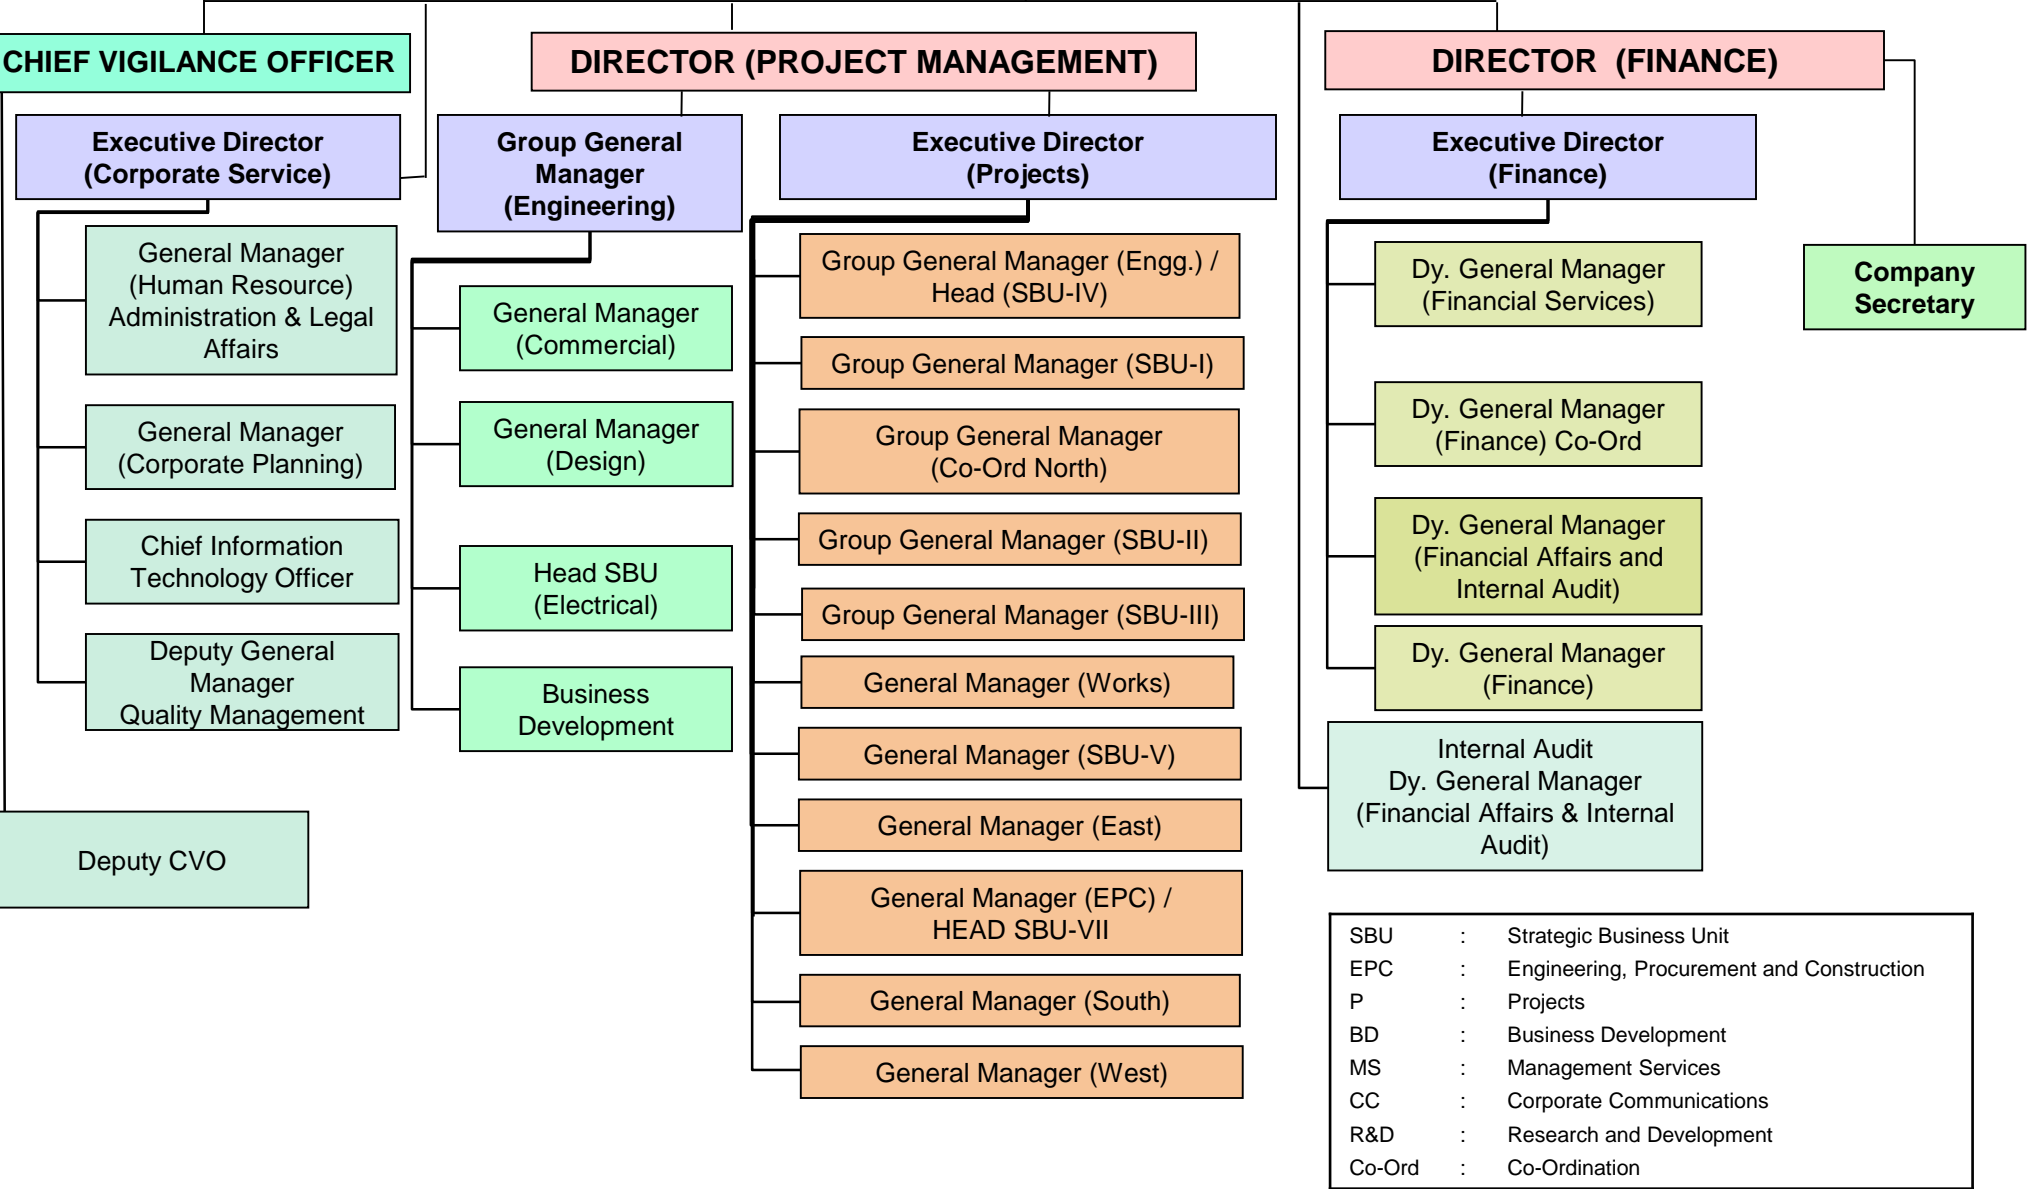 CHIEF VIGILANCE OFFICER
DIRECTOR (PROJECT MANAGEMENT)
DIRECTOR (FINANCE)
Executive Director
(Corporate Service)
Group General
Manager
(Engineering)
Executive Director
(Projects)
Executive Director
(Finance)
General Manager
(Human Resource)
Administration & Legal
Affairs
General Manager
(Corporate Planning)
Chief Information
Technology Officer
Deputy General
Manager
Quality Management
Deputy CVO
General Manager
(Commercial)
General Manager
(Design)
Head SBU
(Electrical)
Business
Development
Group General Manager (Engg.) /
Head (SBU-IV)
Group General Manager (SBU-I)
Group General Manager
(Co-Ord North)
Group General Manager (SBU-II)
Group General Manager (SBU-III)
General Manager (Works)
General Manager (SBU-V)
General Manager (East)
General Manager (EPC) /
HEAD SBU-VII
General Manager (South)
General Manager (West)
Dy. General Manager
(Financial Services)
Dy. General Manager
(Finance) Co-Ord
Dy. General Manager
(Financial Affairs and
Internal Audit)
Dy. General Manager
(Finance)
Internal Audit
Dy. General Manager
(Financial Affairs & Internal
Audit)
Company
Secretary
SBU : Strategic Business Unit
EPC : Engineering, Procurement and Construction
P : Projects
BD : Business Development
MS : Management Services
CC : Corporate Communications
R&D : Research and Development
Co-Ord : Co-Ordination